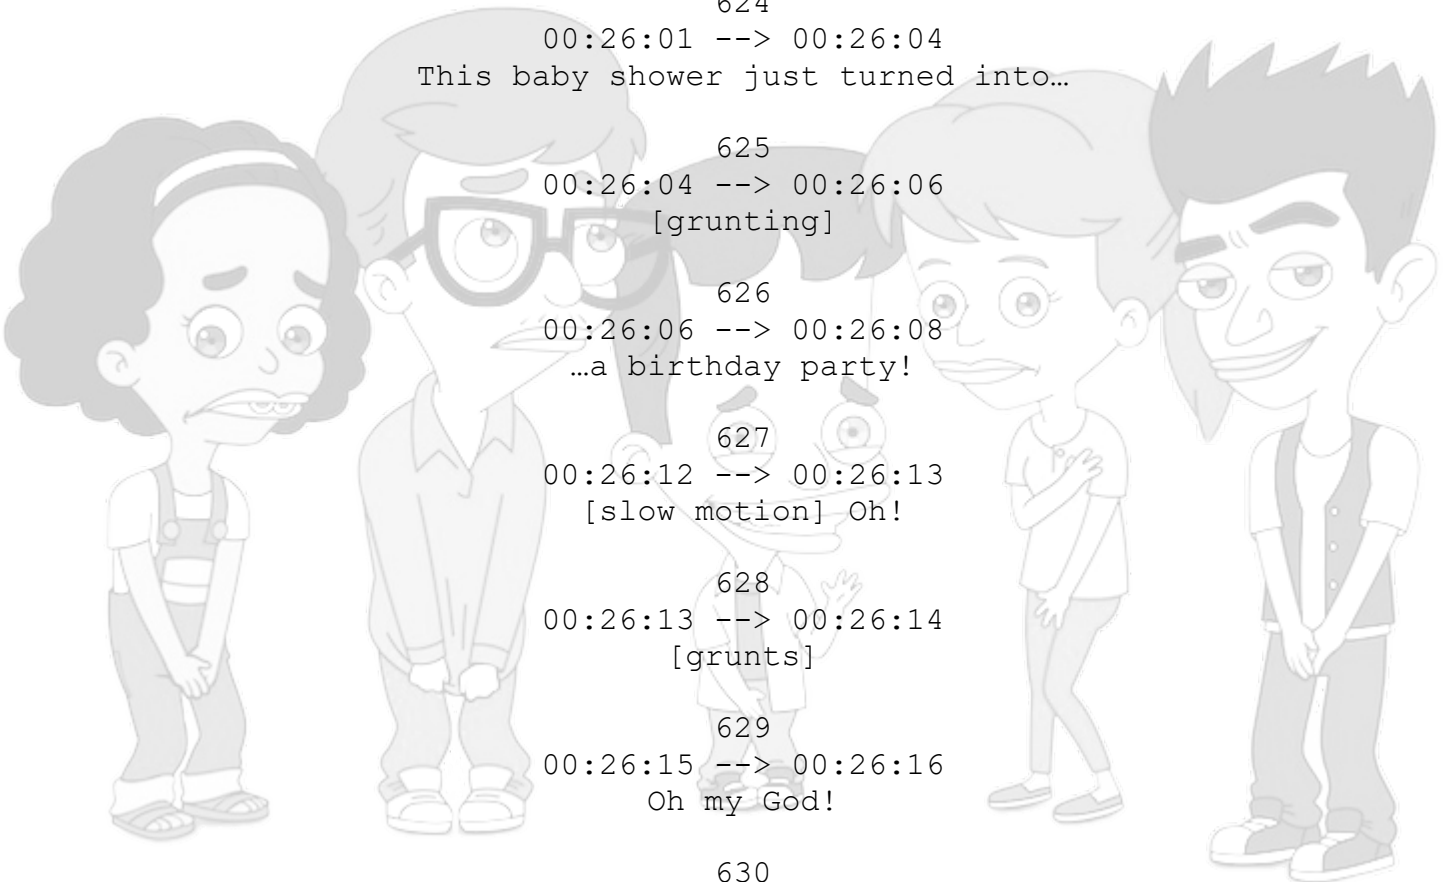 624
00:26:01 --> 00:26:04
This baby shower just turned into…
625
00:26:04 --> 00:26:06
[grunting]
626
00:26:06 --> 00:26:08
…a birthday party!
627
00:26:12 --> 00:26:13
[slow motion] Oh!
628
00:26:13 --> 00:26:14
[grunts]
629
00:26:15 --> 00:26:16
Oh my God!
630